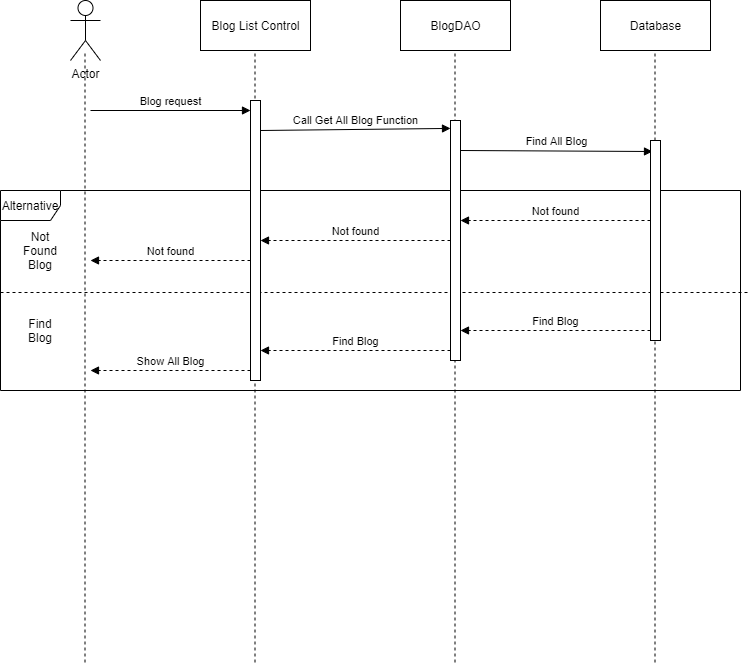 Blog List Control
BlogDAO
Database
Actor
Blog request
Call Get All Blog Function
Find All Blog
Alternative
Not
Found
Blog
Not found
Not found
Not found
Find
Blog
Find Blog
Find Blog
Show All Blog